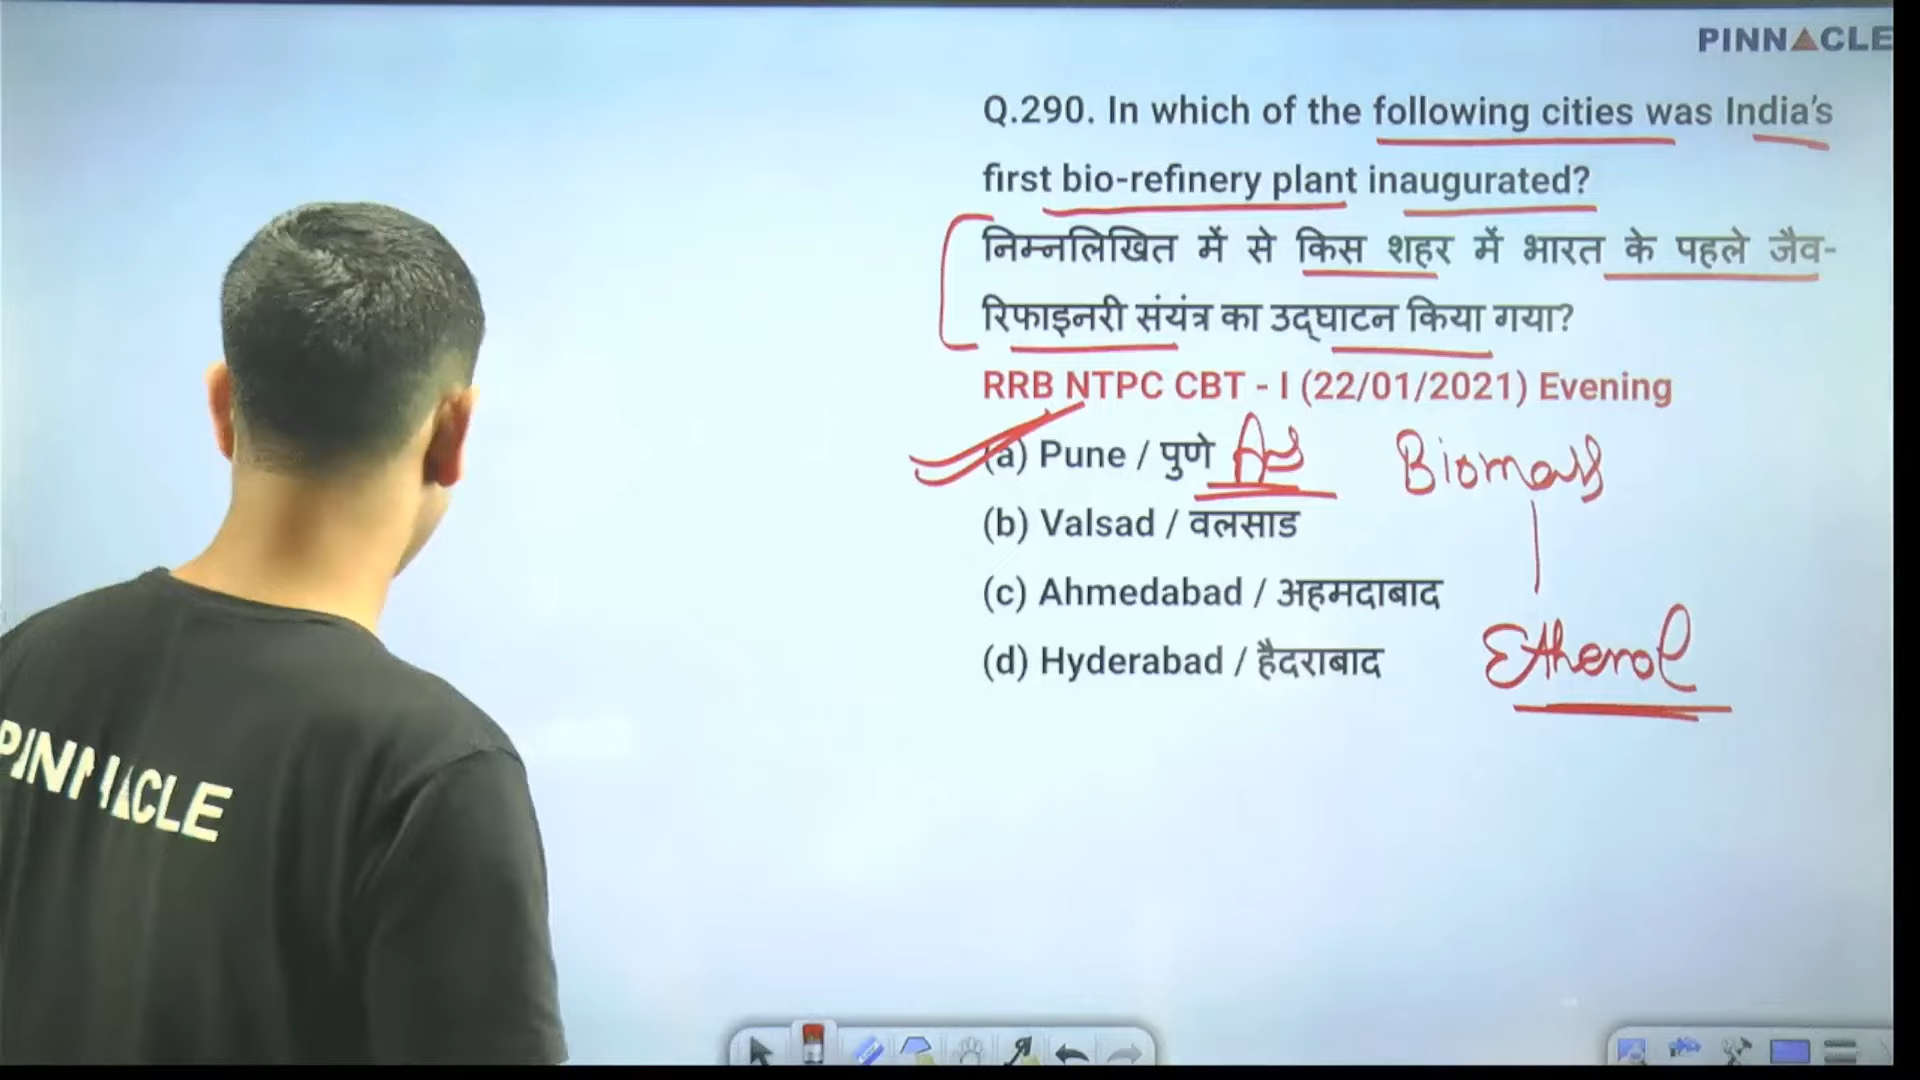 PINNACLE
Q.290. In which of the following cities was India's
first bio-refinery plant inaugurated?
निम्नलिखित में से किस शहर में भारत के पहले जैव-
रिफाइनरी संयंत्र का उद्घाटन किया गया?
RRB NTPC CBT - I (22/01/2021) Evening
(a) Pune / पुणे Ans Biomass
(b) Valsad / वलसाड
(c) Ahmedabad / अहमदाबाद
(d) Hyderabad / हैदराबाद
Ethanol
PINNACLE